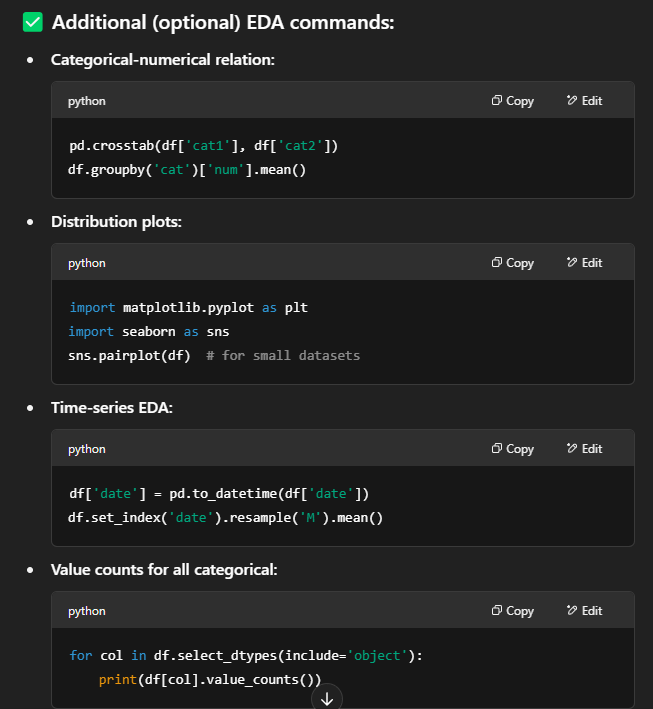 ✅ Additional (optional) EDA commands:
• Categorical-numerical relation:
python Copy Edit
pd.crosstab(df['cat1'], df['cat2'])
df.groupby('cat')['num'].mean()
• Distribution plots:
python Copy Edit
import matplotlib.pyplot as plt
import seaborn as sns
sns.pairplot(df)  # for small datasets
• Time-series EDA:
python Copy Edit
df['date'] = pd.to_datetime(df['date'])
df.set_index('date').resample('M').mean()
• Value counts for all categorical:
python Copy Edit
for col in df.select_dtypes(include='object'):
    print(df[col].value_counts())